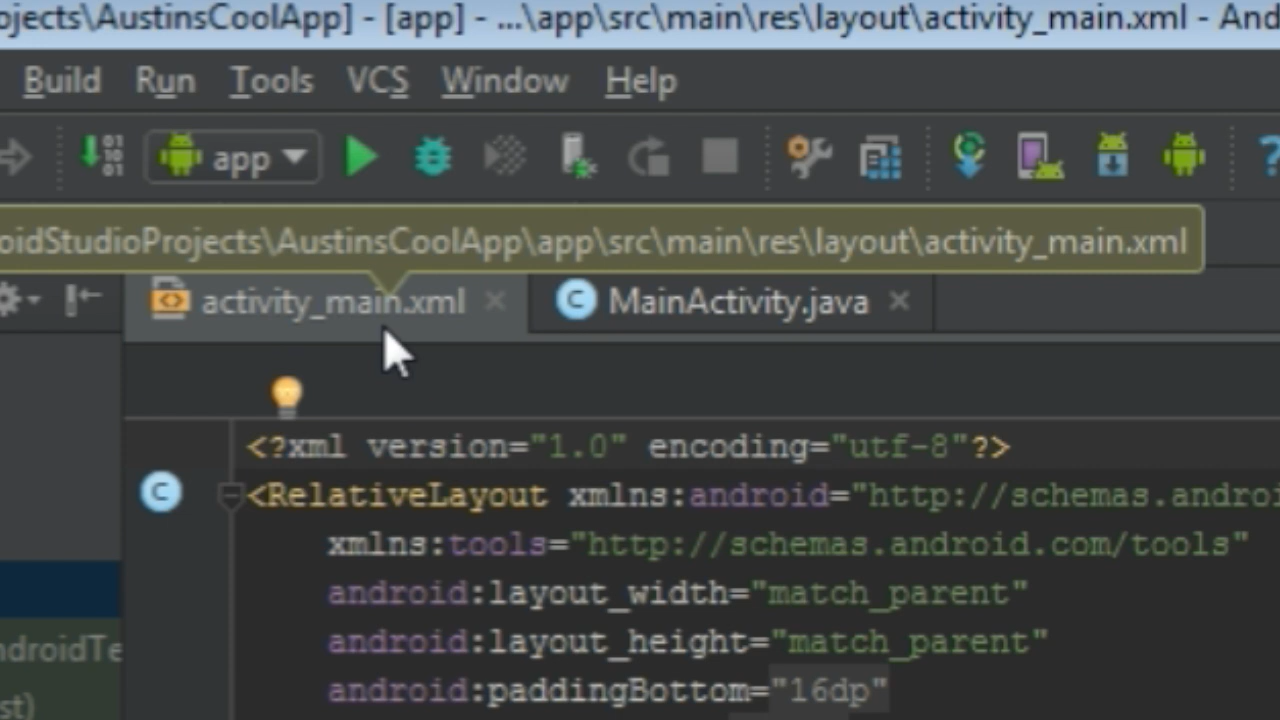 ojects\AustinsCoolApp] - [app] - ...\app\src\main\res\layout\activity_main.xml - And
Build Run Tools VCS Window Help
app
oidStudioProjects\AustinsCoolApp\app\src\main\res\layout\activity_main.xml
activity_main.xml MainActivity.java
<?xml version="1.0" encoding="utf-8"?>
C <RelativeLayout xmlns:android="http://schemas.androi
xmlns:tools="http://schemas.android.com/tools"
android:layout_width="match_parent"
android:layout_height="match_parent"
ndroidTe
android:paddingBottom="16dp"
st)